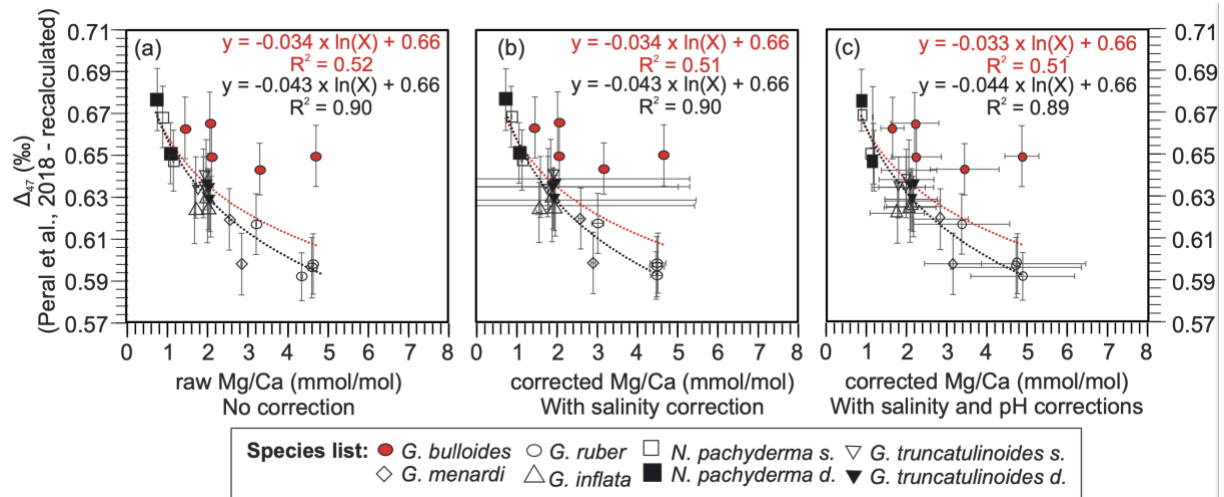 Δ47 (‰)
(Peral et al., 2018 - recalculated)
0.71
0.69
0.67
0.65
0.63
0.61
0.59
0.57
(a)
y = -0.034 x ln(X) + 0.66
R² = 0.52
y = -0.043 x ln(X) + 0.66
R² = 0.90
0 1 2 3 4 5 6 7 8
raw Mg/Ca (mmol/mol)
No correction
(b)
y = -0.034 x ln(X) + 0.66
R² = 0.51
y = -0.043 x ln(X) + 0.66
R² = 0.90
0 1 2 3 4 5 6 7 8
corrected Mg/Ca (mmol/mol)
With salinity correction
(c)
y = -0.033 x ln(X) + 0.66
R² = 0.51
y = -0.044 x ln(X) + 0.66
R² = 0.89
0.71
0.69
0.67
0.65
0.63
0.61
0.59
0.57
0 1 2 3 4 5 6 7 8
corrected Mg/Ca (mmol/mol)
With salinity and pH corrections
Species list: G. bulloides G. ruber N. pachyderma s. G. truncatulinoides s.
G. menardi G. inflata N. pachyderma d. G. truncatulinoides d.